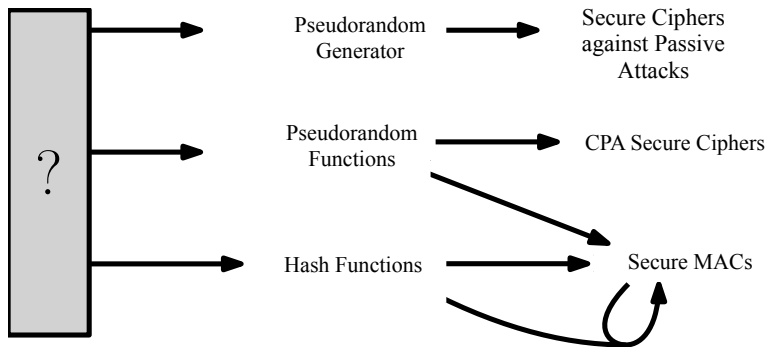 ?
Pseudorandom
Generator
Secure Ciphers
against Passive
Attacks
Pseudorandom
Functions
CPA Secure Ciphers
Hash Functions
Secure MACs